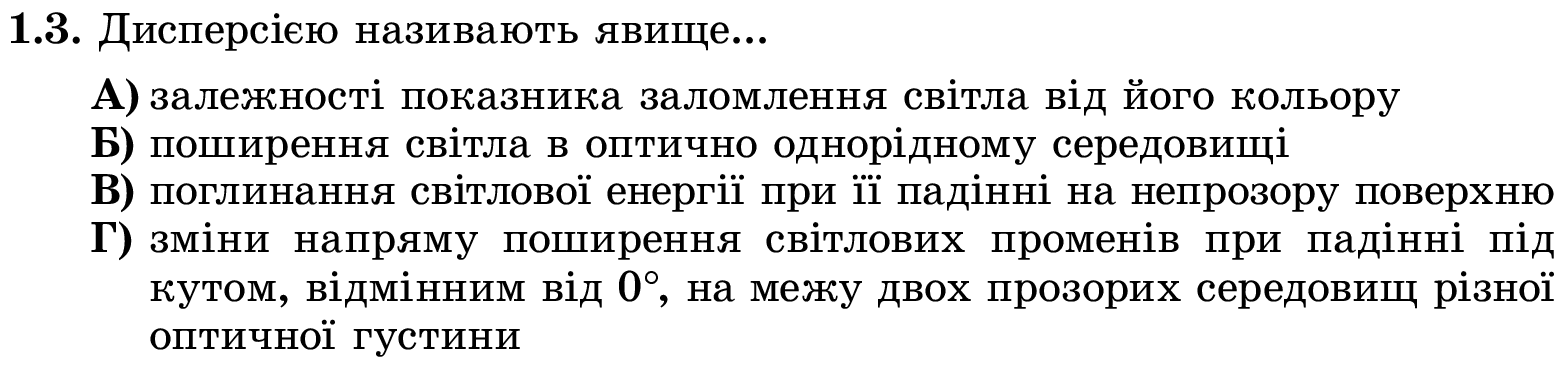 1.3. Дисперсією називають явище...
А) залежності показника заломлення світла від його кольору
Б) поширення світла в оптично однорідному середовищі
В) поглинання світлової енергії при її падінні на непрозору поверхню
Г) зміни напряму поширення світлових променів при падінні під
кутом, відмінним від 0°, на межу двох прозорих середовищ різної
оптичної густини